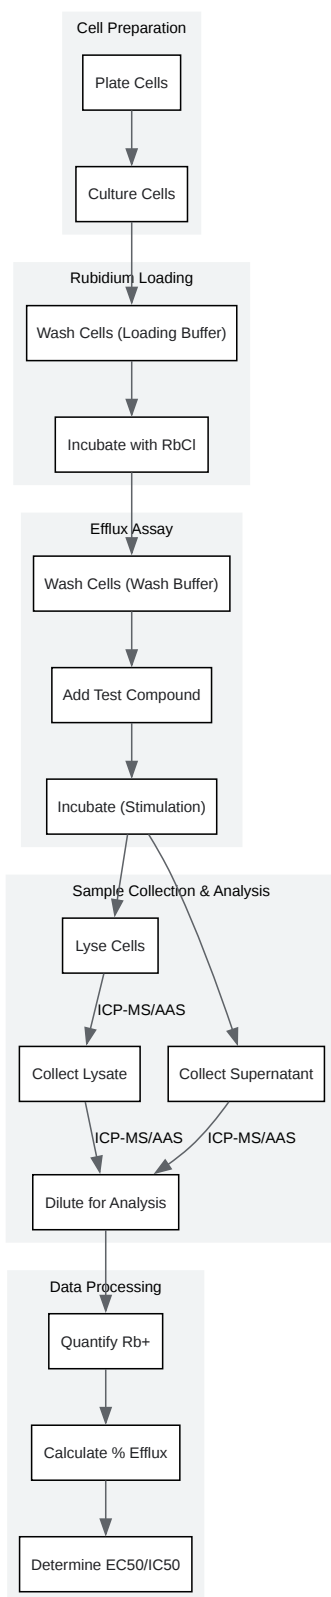 Cell Preparation
Plate Cells
Culture Cells
Rubidium Loading
Wash Cells (Loading Buffer)
Incubate with RbCl
Efflux Assay
Wash Cells (Wash Buffer)
Add Test Compound
Incubate (Stimulation)
Sample Collection & Analysis
Lyse Cells
ICP-MS/AAS
Collect Lysate
Collect Supernatant
ICP-MS/AAS
ICP-MS/AAS
Dilute for Analysis
Data Processing
Quantify Rb+
Calculate % Efflux
Determine EC50/IC50